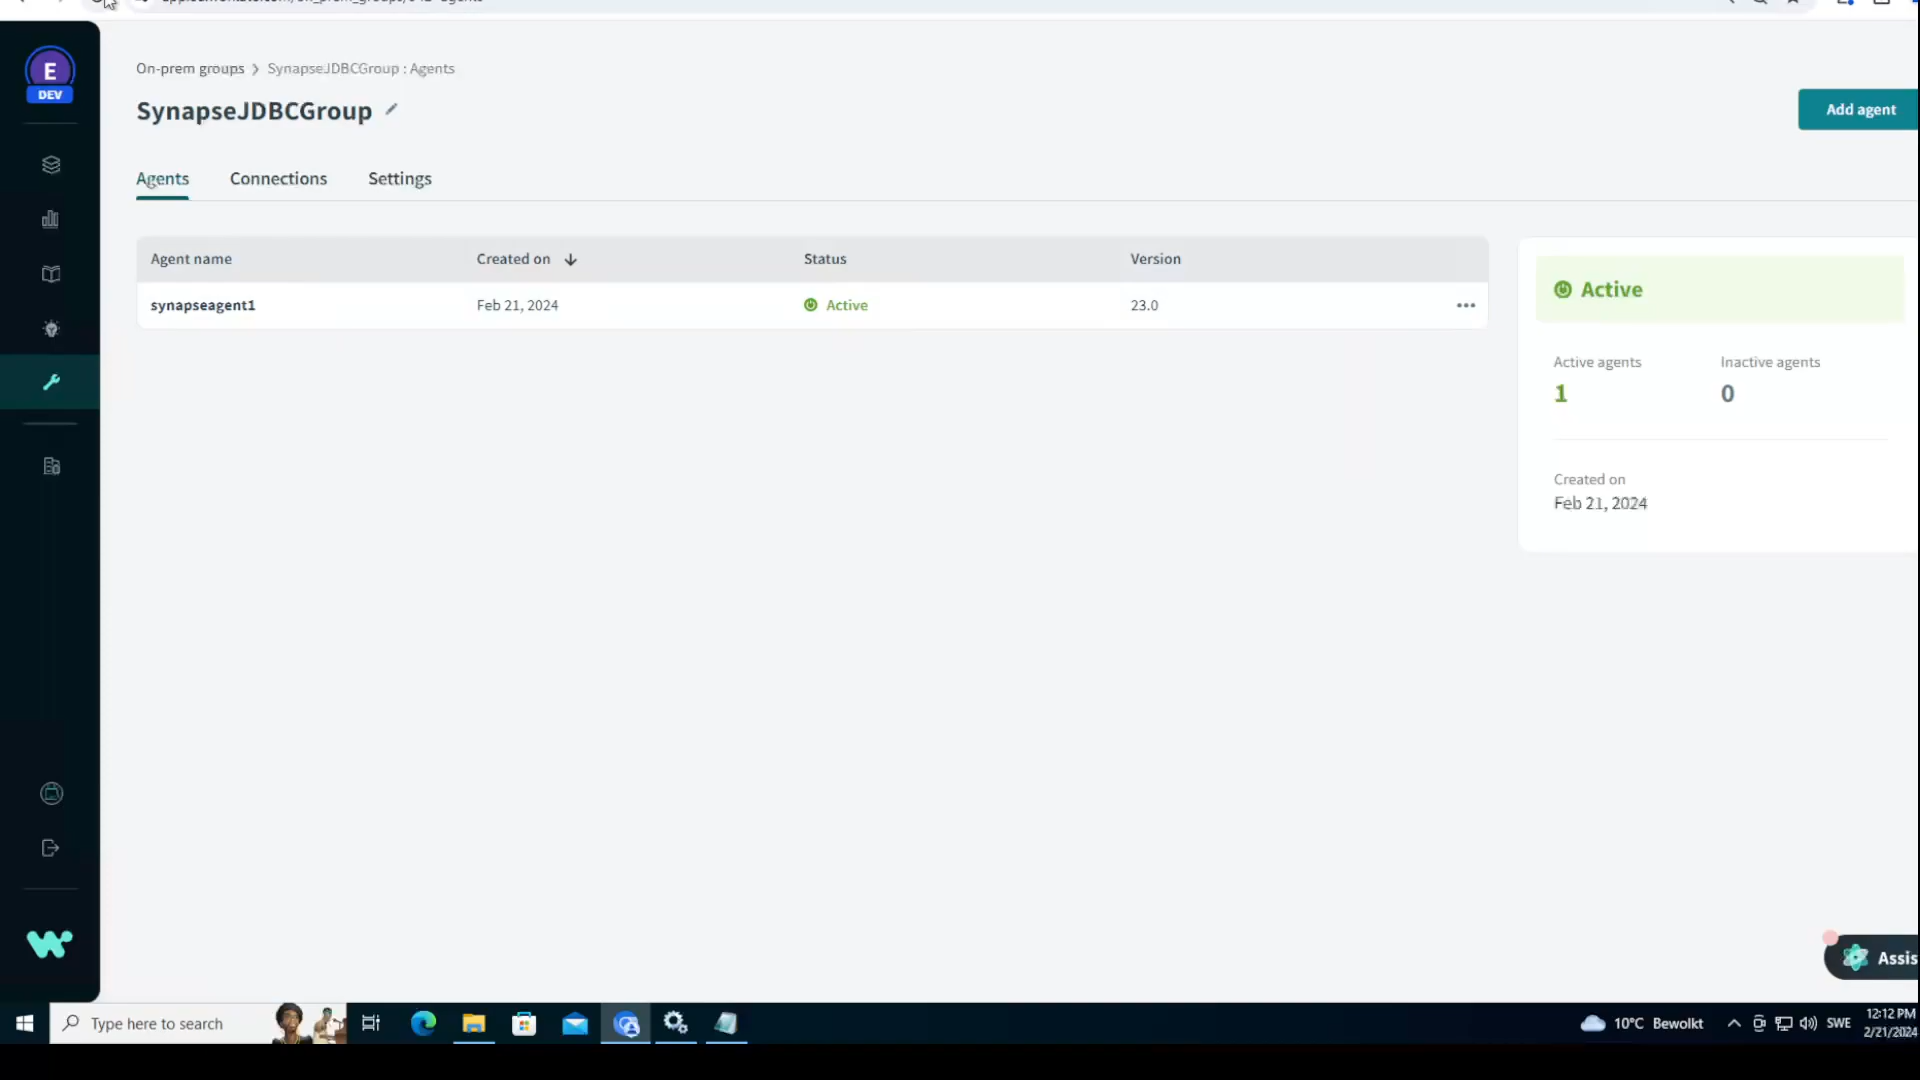 E
DEV
On-prem groups > SynapseJDBCGroup : Agents
SynapseJDBCGroup
Add agent
Agents Connections Settings
Agent name Created on Status Version
synapseagent1 Feb 21, 2024 Active 23.0
Active
Active agents Inactive agents
1 0
Created on
Feb 21, 2024
Assis
Type here to search
10°C Bewolkt
SWE
12:12 PM
2/21/2024